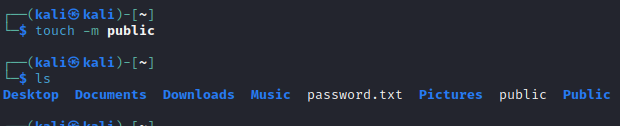 ┌──(kali㉿kali)-[~]
└─$ touch -m public
┌──(kali㉿kali)-[~]
└─$ ls
Desktop Documents Downloads Music password.txt Pictures public Public